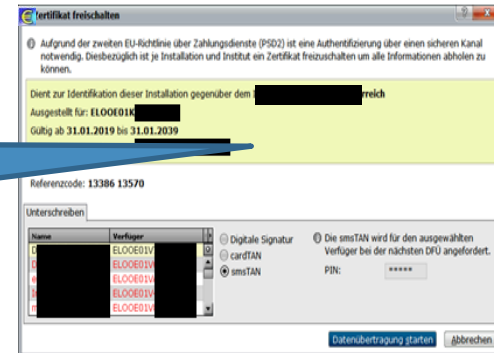 Zertifikat freischalten
Aufgrund der zweiten EU-Richtlinie über Zahlungsdienste (PSD2) ist eine Authentifizierung über einen sicheren Kanal
notwendig. Diesbezüglich ist je Installation und Institut ein Zertifikat freizuschalten um alle Informationen abholen zu
können.
Dient zur Identifikation dieser Installation gegenüber dem rreich
Ausgestellt für: ELOOE01K
Gültig ab 31.01.2019 bis 31.01.2039
Referenzcode: 13386 13570
Unterschreiben
Name Verfüger
D ELOOE01V
D ELOOE01V
e ELOOE01V
ELOOE01V
m ELOOE01V
Digitale Signatur
cardTAN
smsTAN
Die smsTAN wird für den ausgewählten
Verfüger bei der nächsten DFÜ angefordert.
PIN: *****
Datenübertragung starten Abbrechen